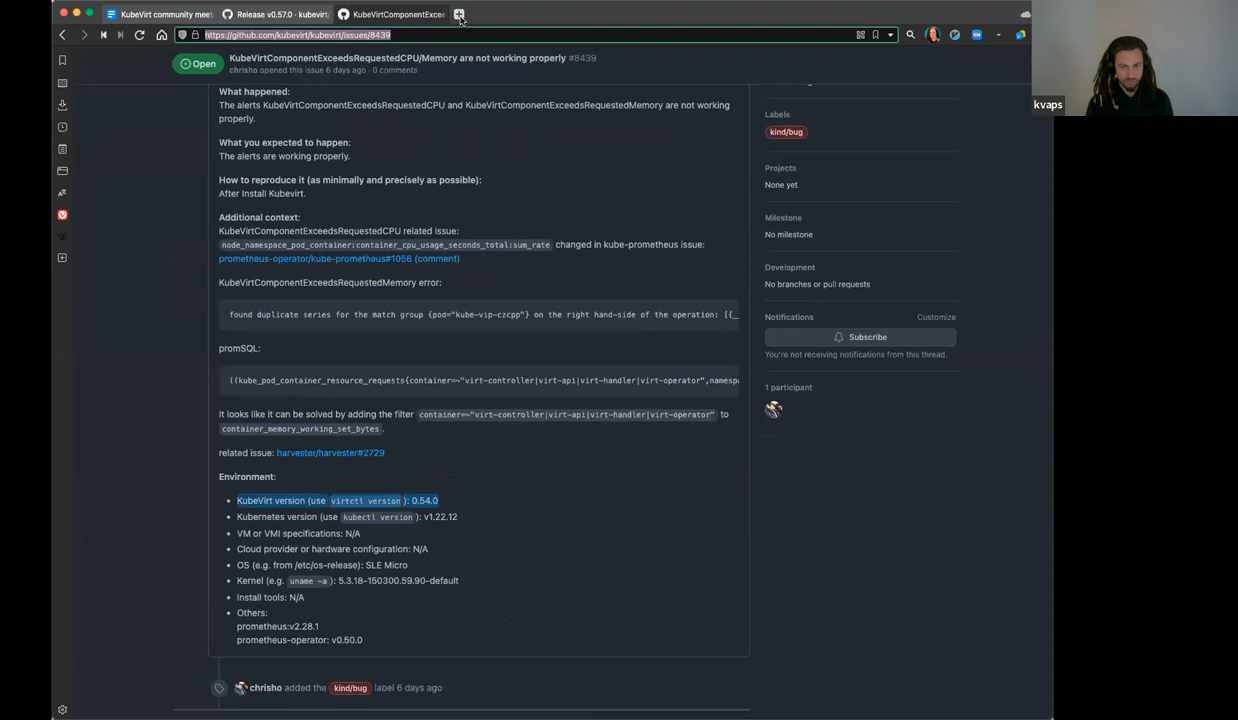 KubeVirt community meet
Release v0.57.0 · kubevirt/
KubeVirtComponentExcee
https://github.com/kubevirt/kubevirt/issues/8439
Open
KubeVirtComponentExceedsRequestedCPU/Memory are not working properly #8439
chrisho opened this issue 6 days ago · 0 comments
kvaps
What happened:
The alerts KubeVirtComponentExceedsRequestedCPU and KubeVirtComponentExceedsRequestedMemory are not working
properly.
What you expected to happen:
The alerts are working properly.
How to reproduce it (as minimally and precisely as possible):
After Install Kubevirt.
Additional context:
KubeVirtComponentExceedsRequestedCPU related issue:
node_namespace_pod_container:container_cpu_usage_seconds_total:sum_rate changed in kube-prometheus issue:
prometheus-operator/kube-prometheus#1056 (comment)
KubeVirtComponentExceedsRequestedMemory error:
found duplicate series for the match group {pod="kube-vip-czcpp"} on the right hand-side of the operation: [{_
promSQL:
((kube_pod_container_resource_requests{container=~"virt-controller|virt-api|virt-handler|virt-operator",namespa
It looks like it can be solved by adding the filter container=~"virt-controller|virt-api|virt-handler|virt-operator" to
container_memory_working_set_bytes.
related issue: harvester/harvester#2729
Environment:
KubeVirt version (use virtctl version ): 0.54.0
Kubernetes version (use kubectl version ): v1.22.12
VM or VMI specifications: N/A
Cloud provider or hardware configuration: N/A
OS (e.g. from /etc/os-release): SLE Micro
Kernel (e.g. uname -a ): 5.3.18-150300.59.90-default
Install tools: N/A
Others:
prometheus:v2.28.1
prometheus-operator: v0.50.0
chrisho added the kind/bug label 6 days ago
Labels
kind/bug
Projects
None yet
Milestone
No milestone
Development
No branches or pull requests
Notifications
Customize
Subscribe
You're not receiving notifications from this thread.
1 participant